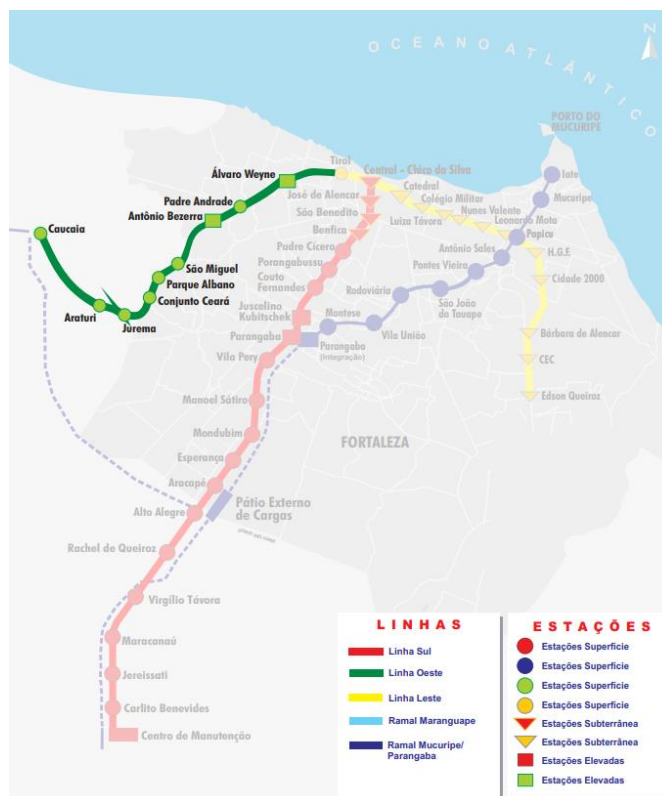 OCEANO ATLÂNTICO
N
PORTO DO
MUCURIPE
Tirol
Central - Chico da Silva
Iate
Álvaro Weyne
José de Alencar
Catedral
Colégio Militar
Mucuripe
Padre Andrade
São Benedito
Luiza Távora
Nunes Valente
Leonardo Mota
Antônio Bezerra
Benfica
Papicu
Caucaia
Padre Cícero
Antônio Sales
H.G.F.
São Miguel
Porangabussu
Pontes Vieira
Parque Albano
Couto
Fernandes
Rodoviária
Cidade 2000
Conjunto Ceará
São João
do Tauape
Araturi
Juscelino
Kubitschek
Montese
Jurema
Parangaba
Vila União
Bárbara de Alencar
Parangaba
(Integração)
Vila Pery
CEC
Manoel Sátiro
Edson Queiroz
Mondubim
FORTALEZA
Esperança
Aracapé
Pátio Externo
de Cargas
Alto Alegre
Rachel de Queiroz
Virgílio Távora
Maracanaú
Jereissati
Carlito Benevides
Centro de Manutenção
LINHAS
Linha Sul
Linha Oeste
Linha Leste
Ramal Maranguape
Ramal Mucuripe/
Parangaba
ESTAÇÕES
Estações Superfície
Estações Superfície
Estações Superfície
Estações Superfície
Estações Subterrânea
Estações Subterrânea
Estações Elevadas
Estações Elevadas